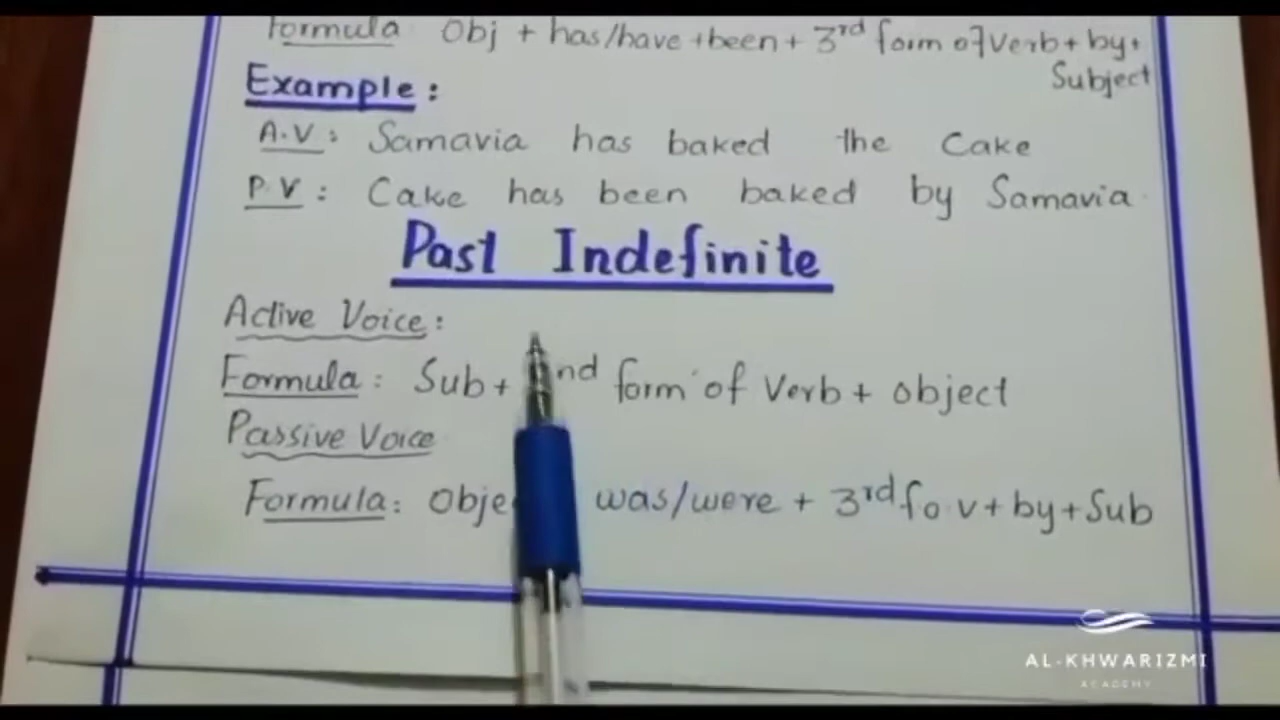 Formula Obj + has/have +been+ 3rd form of Verb+ by+
Subject
Example:
A.V: Samavia has baked the Cake
P.V: Cake has been baked by Samavia.
Past Indefinite
Active Voice:
Formula: Sub+ nd form of Verb + object
Passive Voice
Formula: Obje was/were + 3rd f o v + by + Sub
AL-KHWARIZMI
ACADEMY